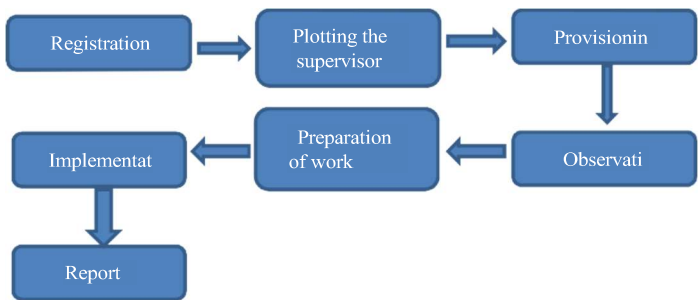 Registration
Plotting the
supervisor
Provisionin
Observati
Preparation
of work
Implementat
Report